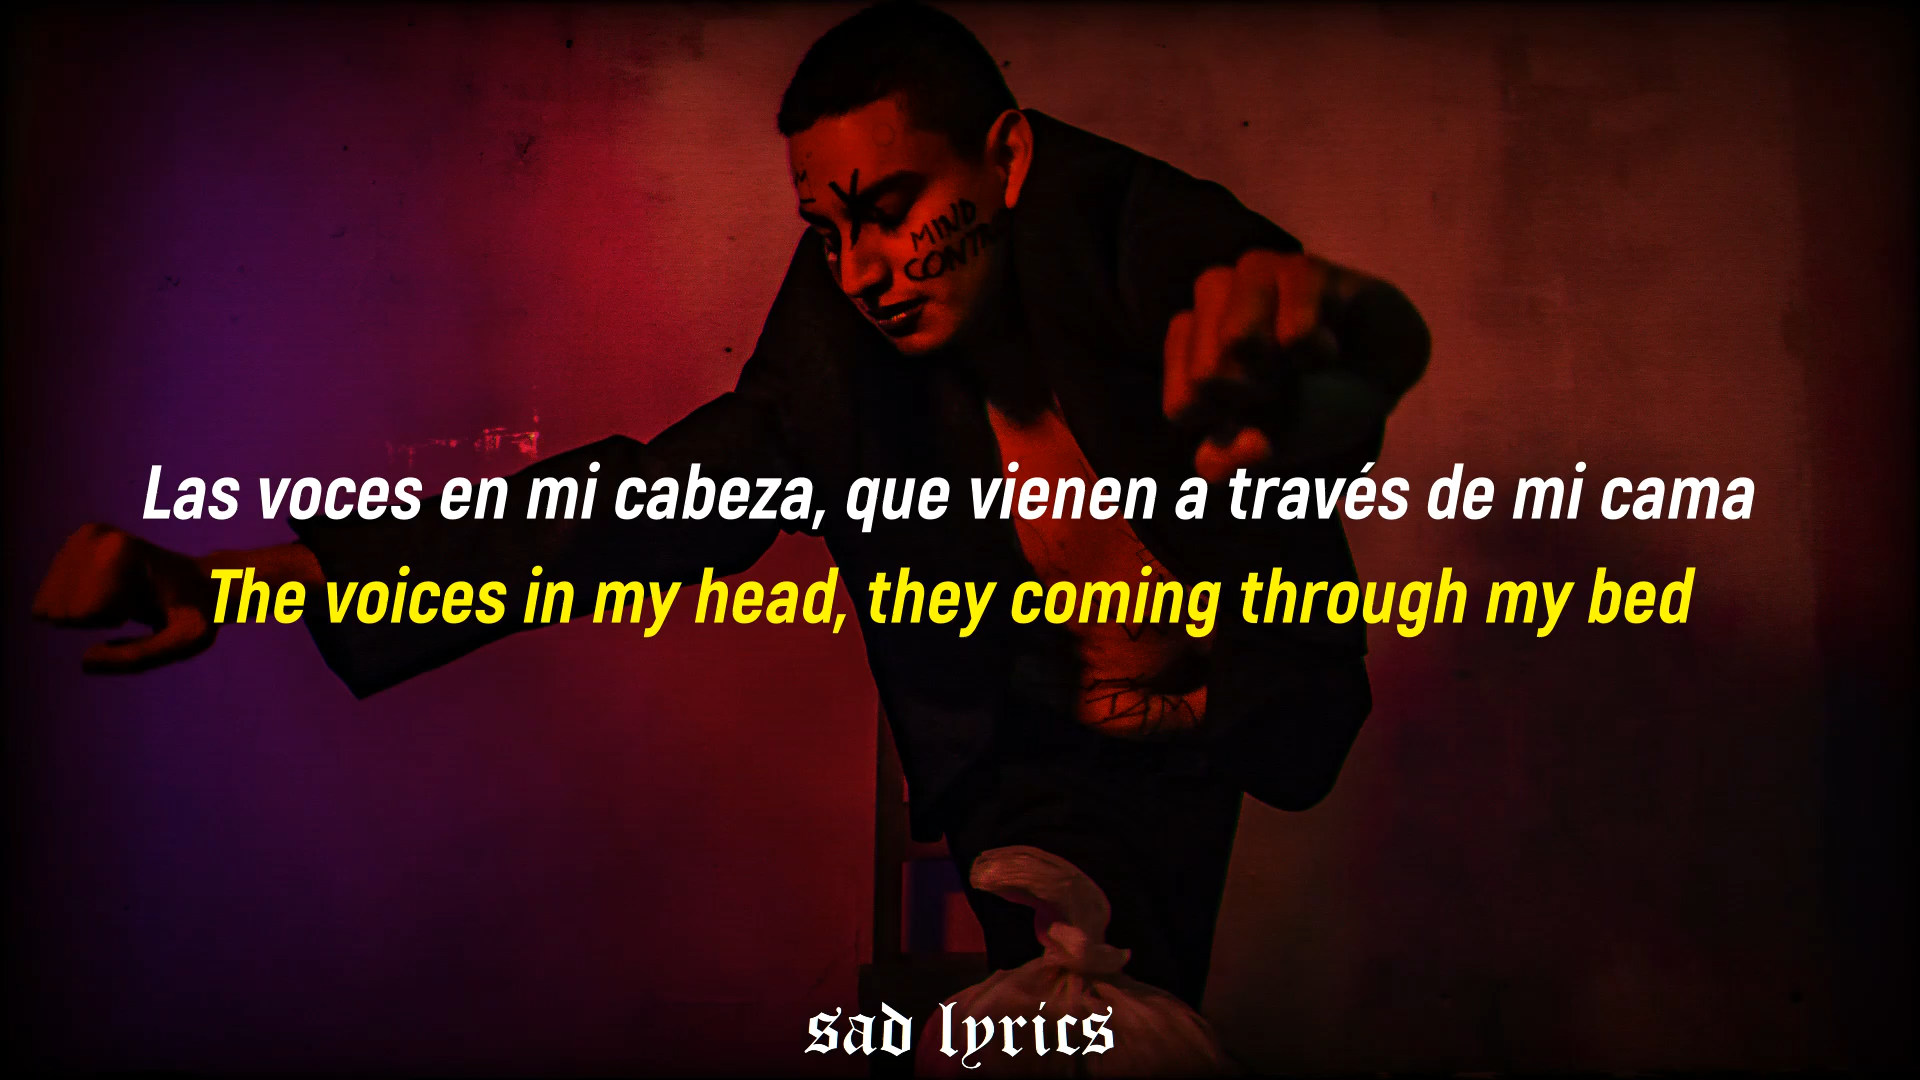 MIND
CONT
Las voces en mi cabeza, que vienen a través de mi cama
The voices in my head, they coming through my bed
sad lyrics